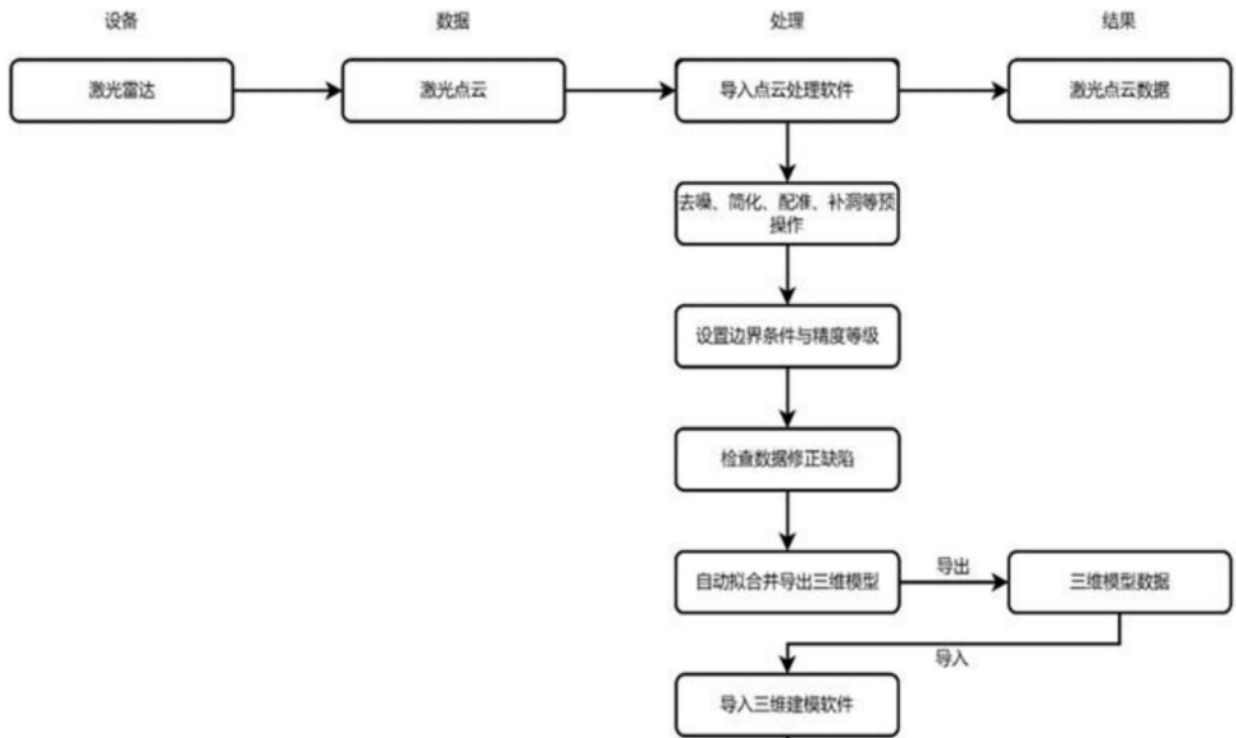 设备
数据
处理
结果
激光雷达
激光点云
导入点云处理软件
激光点云数据
去噪、简化、配准、补洞等预
操作
设置边界条件与精度等级
检查数据修正缺陷
自动拟合并导出三维模型
导出
三维模型数据
导入
导入三维建模软件